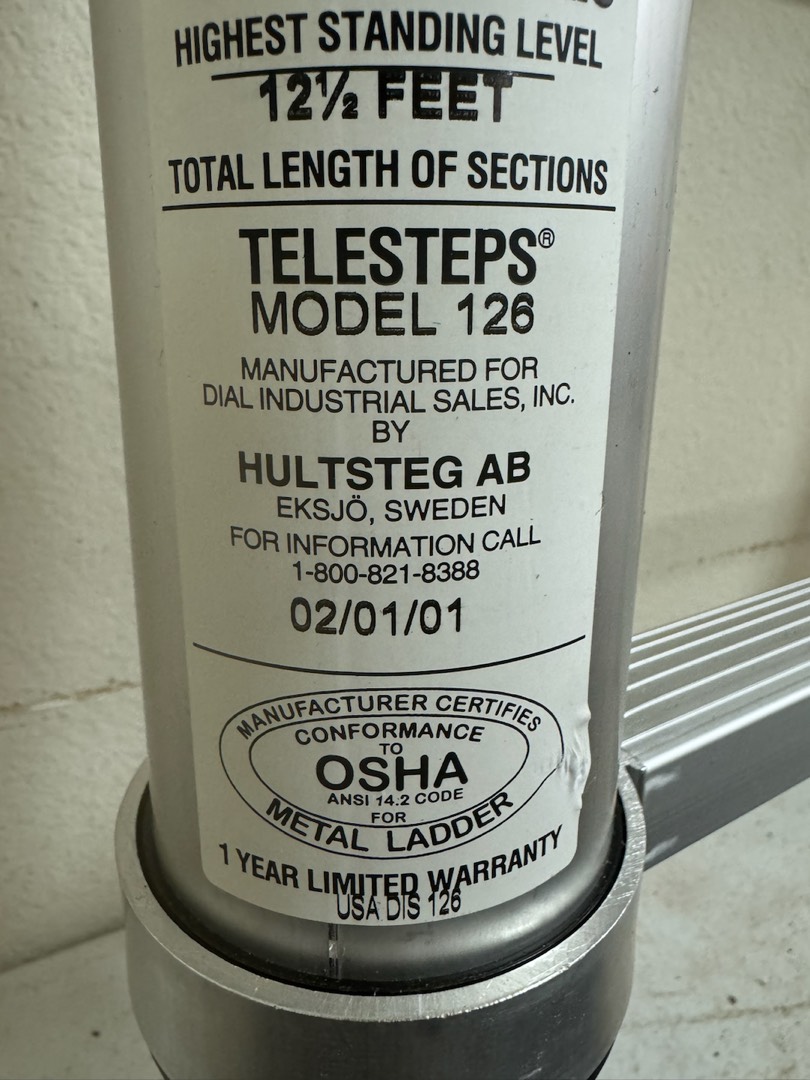 HIGHEST STANDING LEVEL
12½ FEET
TOTAL LENGTH OF SECTIONS
TELESTEPS®
MODEL 126
MANUFACTURED FOR
DIAL INDUSTRIAL SALES, INC.
BY
HULTSTEG AB
EKSJÖ, SWEDEN
FOR INFORMATION CALL
1-800-821-8388
02/01/01
MANUFACTURER CERTIFIES
CONFORMANCE
TO
OSHA
ANSI 14.2 CODE
FOR
METAL LADDER
1 YEAR LIMITED WARRANTY
USA DIS 126